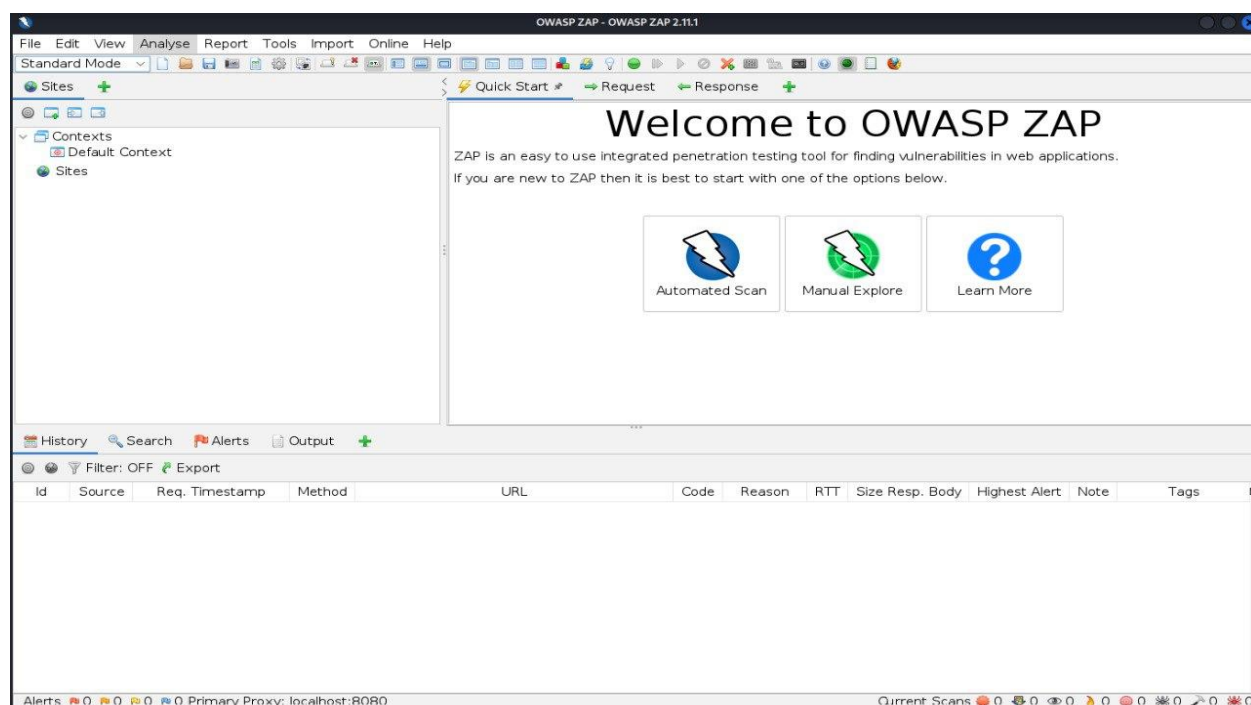 OWASP ZAP - OWASP ZAP 2.11.1
File Edit View Analyse Report Tools Import Online Help
Standard Mode
Sites
Quick Start Request Response
Contexts
Default Context
Sites
Welcome to OWASP ZAP
ZAP is an easy to use integrated penetration testing tool for finding vulnerabilities in web applications.
If you are new to ZAP then it is best to start with one of the options below.
Automated Scan Manual Explore Learn More
History Search Alerts Output
Filter: OFF Export
Id Source Req. Timestamp Method URL Code Reason RTT Size Resp. Body Highest Alert Note Tags
Alerts 0 0 0 0 Primary Proxy: localhost:8080 Current Scans 0 0 0 0 0 0 0 0